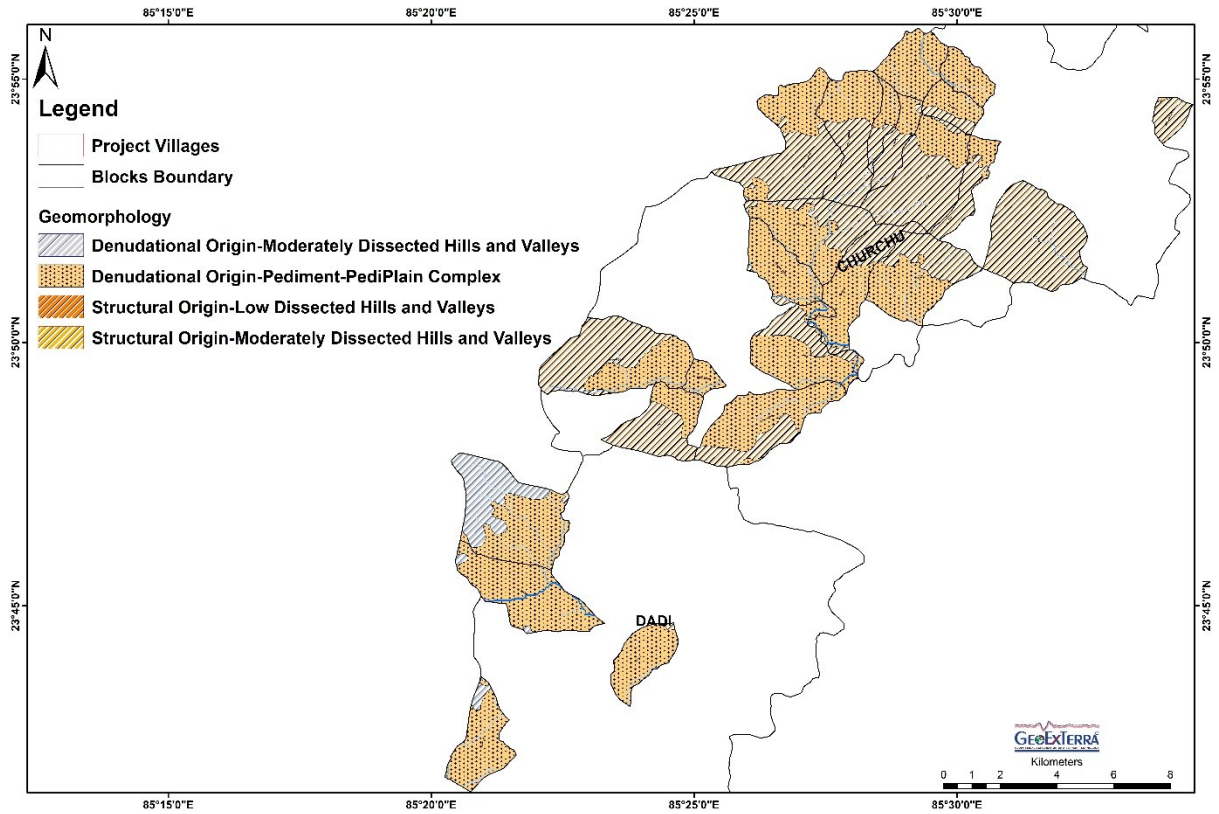 85°15'0"E 85°20'0"E 85°25'0"E 85°30'0"E
N
23°55'0"N
23°55'0"N
Legend
Project Villages
Blocks Boundary
Geomorphology
Denudational Origin-Moderately Dissected Hills and Valleys
Denudational Origin-Pediment-PediPlain Complex
Structural Origin-Low Dissected Hills and Valleys
Structural Origin-Moderately Dissected Hills and Valleys
CHURCHU
23°50'0"N
23°50'0"N
23°45'0"N
23°45'0"N
DADI
GEOEXTERRA
Kilometers
0 1 2 4 6 8
85°15'0"E 85°20'0"E 85°25'0"E 85°30'0"E